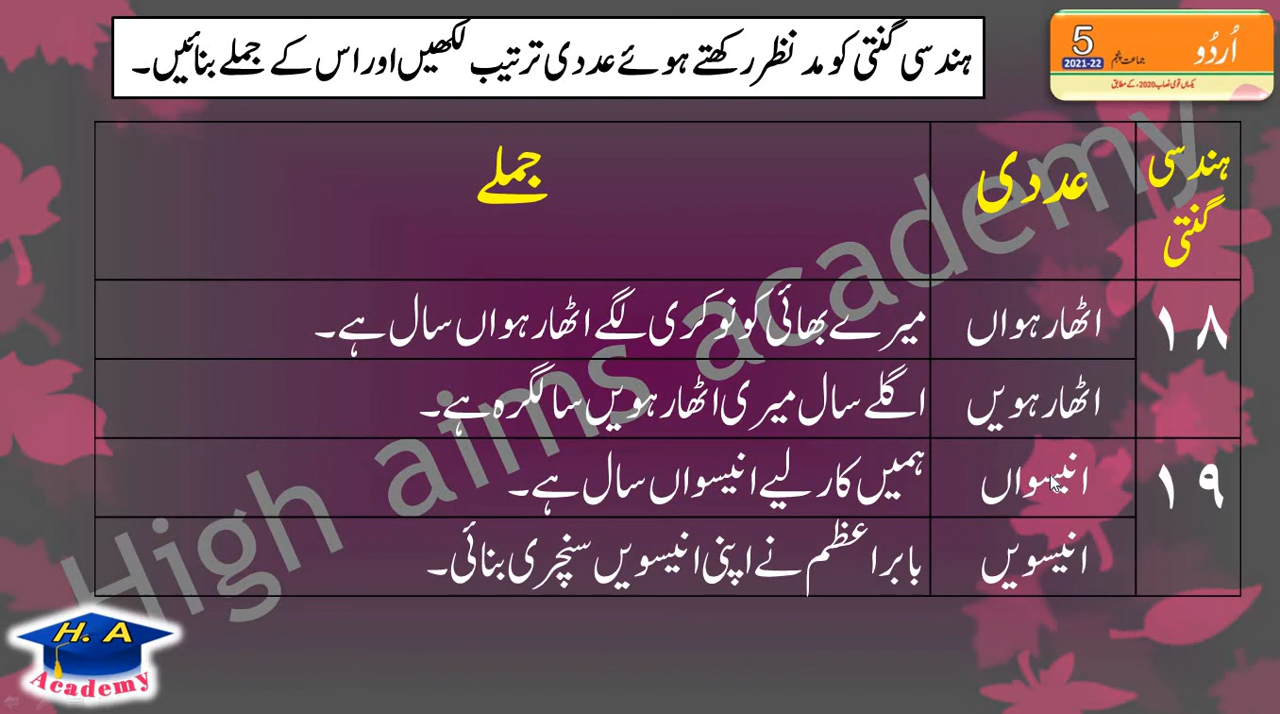 ہندسی گنتی کو مد نظر رکھتے ہوئے عددی ترتیب لکھیں اور اس کے جملے بنائیں۔
اُردُو
جماعت پنجم
5
2021-22
یکساں قومی نصاب 2020ء کے مطابق
ہندسی گنتی
عددی
جملے
۱۸
اٹھارہواں
میرے بھائی کو نوکری لگے اٹھارہواں سال ہے۔
اٹھارہویں
اگلے سال میری اٹھارہویں سالگرہ ہے۔
۱۹
انیسواں
ہمیں کار لیے انیسواں سال ہے۔
انیسویں
بابراعظم نے اپنی انیسویں سنچری بنائی۔
High aims academy
H. A
Academy